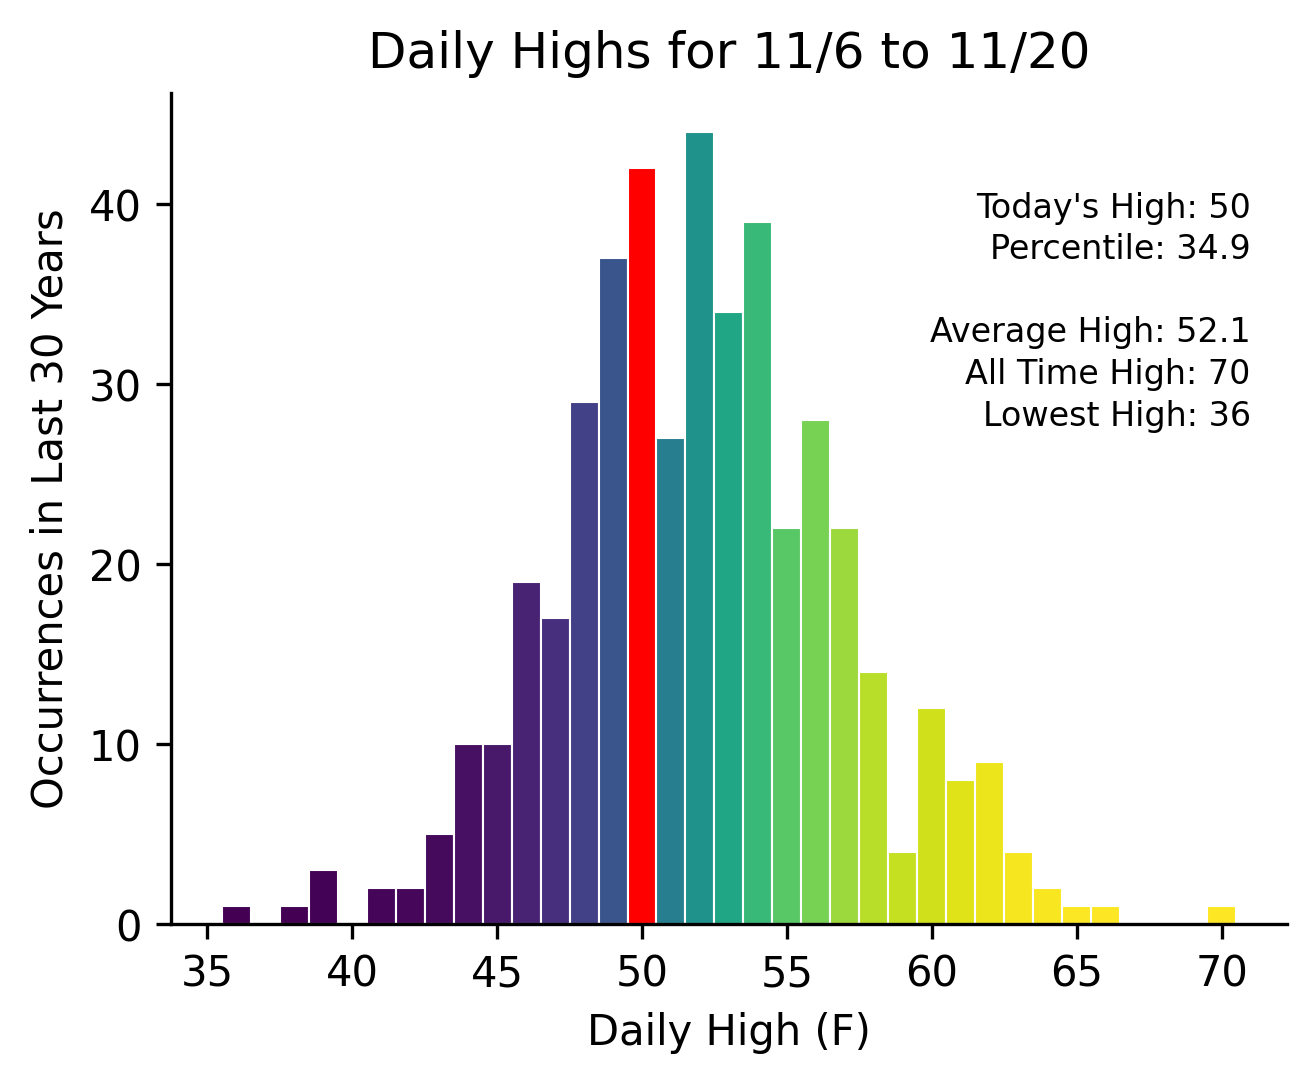 Daily Highs for 11/6 to 11/20
Occurrences in Last 30 Years
40
30
20
10
0
Today's High: 50
Percentile: 34.9
Average High: 52.1
All Time High: 70
Lowest High: 36
35 40 45 50 55 60 65 70
Daily High (F)